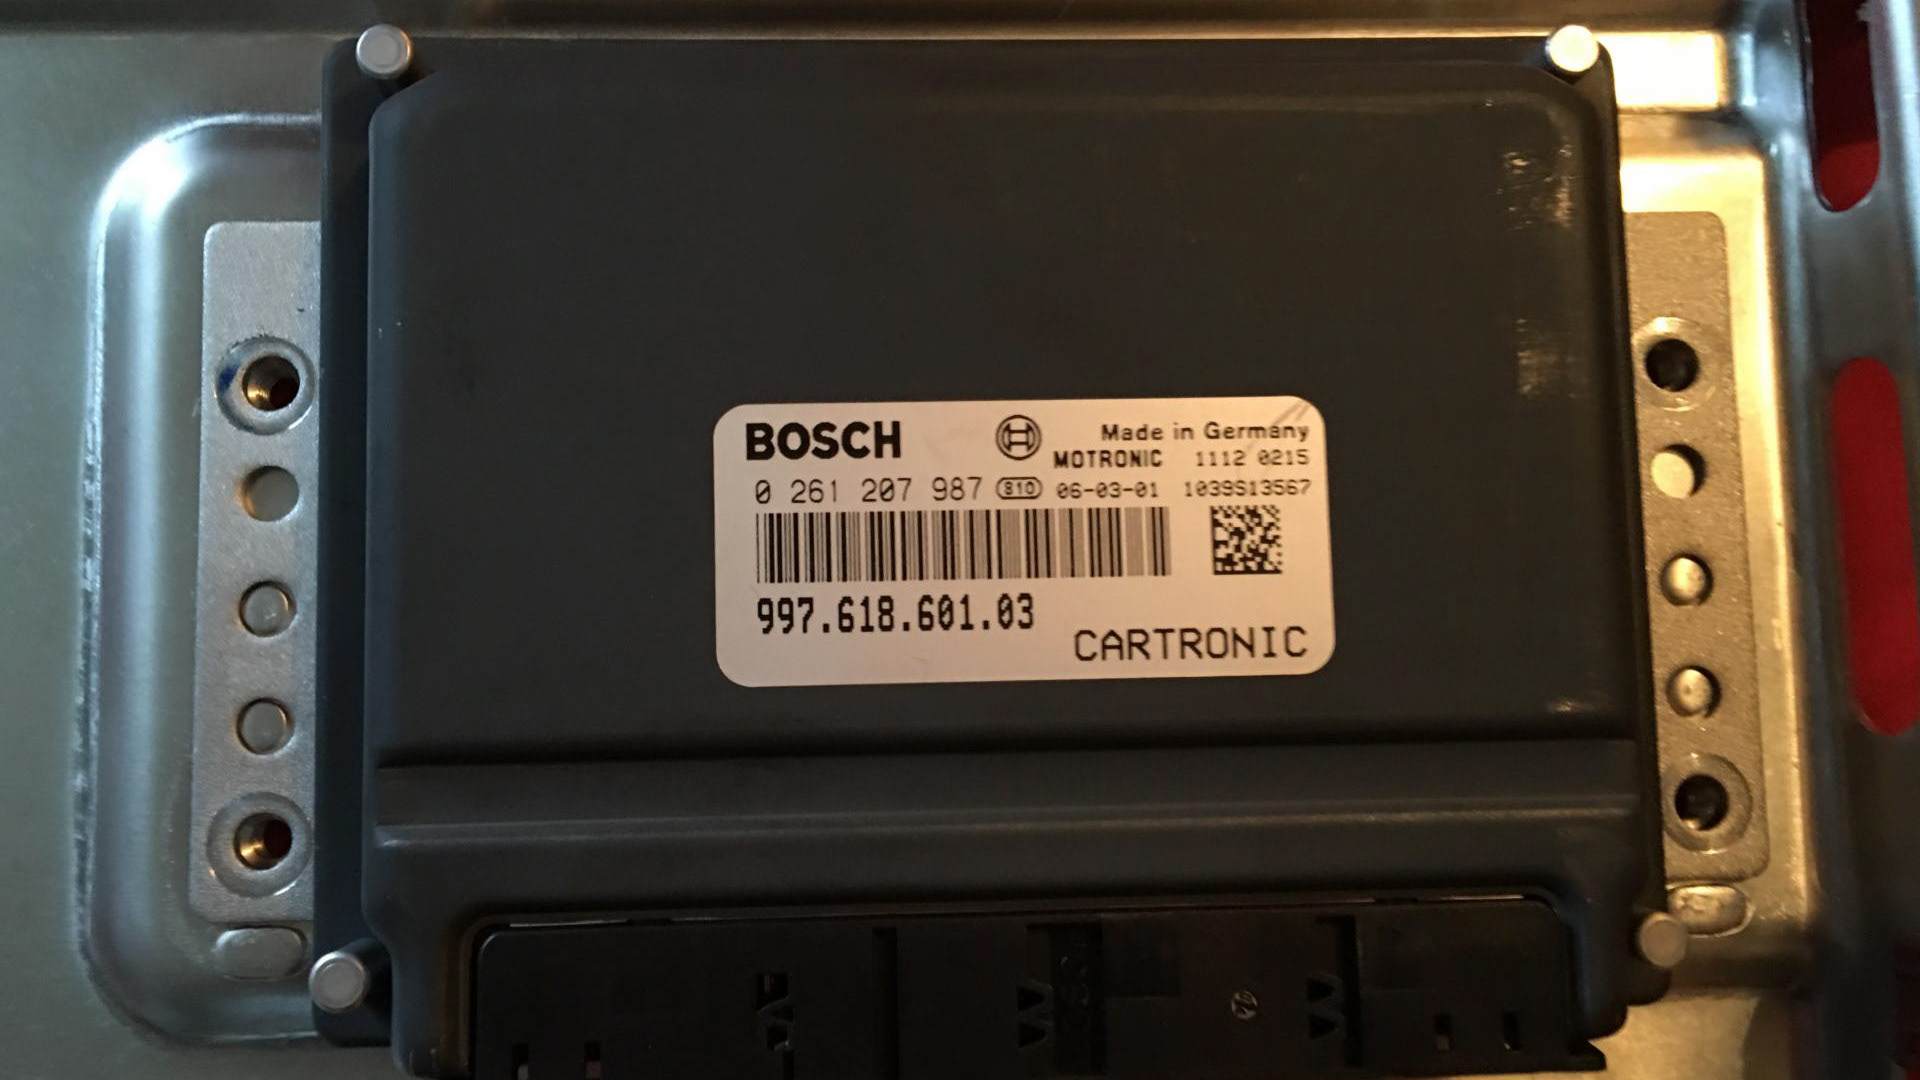 BOSCH
Made in Germany
MOTRONIC 1112 0215
0 261 207 987 810 06-03-01 1039S13567
997.618.601.03
CARTRONIC